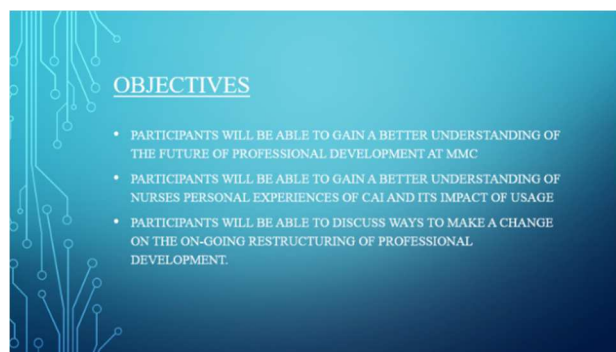 OBJECTIVES
• PARTICIPANTS WILL BE ABLE TO GAIN A BETTER UNDERSTANDING OF
THE FUTURE OF PROFESSIONAL DEVELOPMENT AT MMC
• PARTICIPANTS WILL BE ABLE TO GAIN A BETTER UNDERSTANDING OF
NURSES PERSONAL EXPERIENCES OF CAI AND ITS IMPACT OF USAGE
• PARTICIPANTS WILL BE ABLE TO DISCUSS WAYS TO MAKE A CHANGE
ON THE ON-GOING RESTRUCTURING OF PROFESSIONAL
DEVELOPMENT.